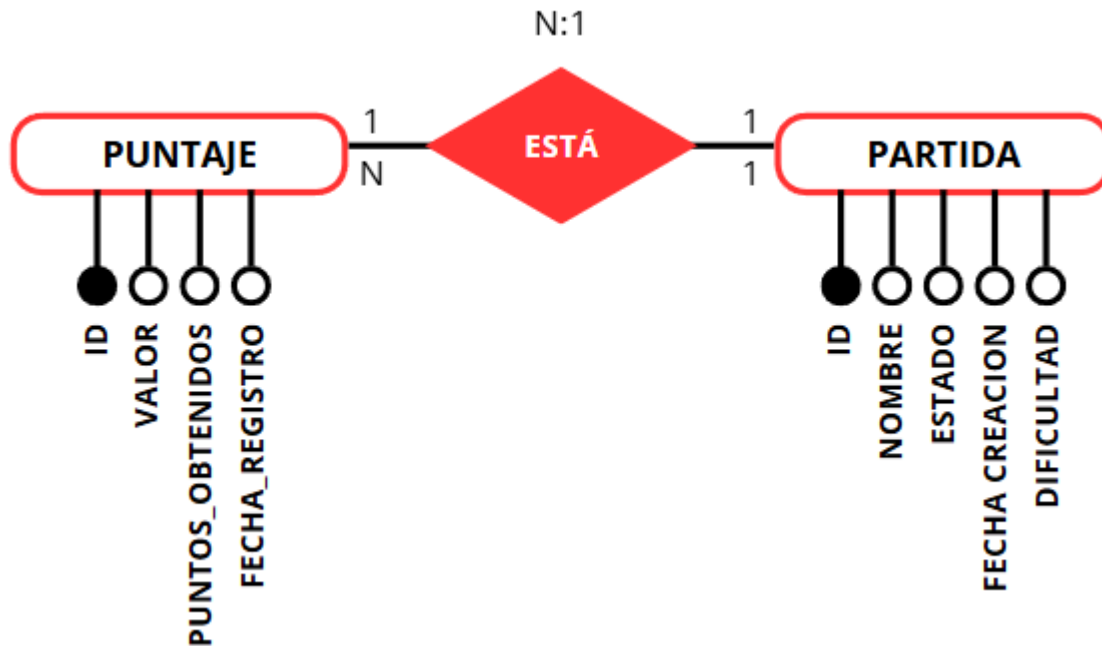 N:1
PUNTAJE
1
N
ESTÁ
1
1
PARTIDA
ID
VALOR
PUNTOS_OBTENIDOS
FECHA_REGISTRO
ID
NOMBRE
ESTADO
FECHA CREACION
DIFICULTAD